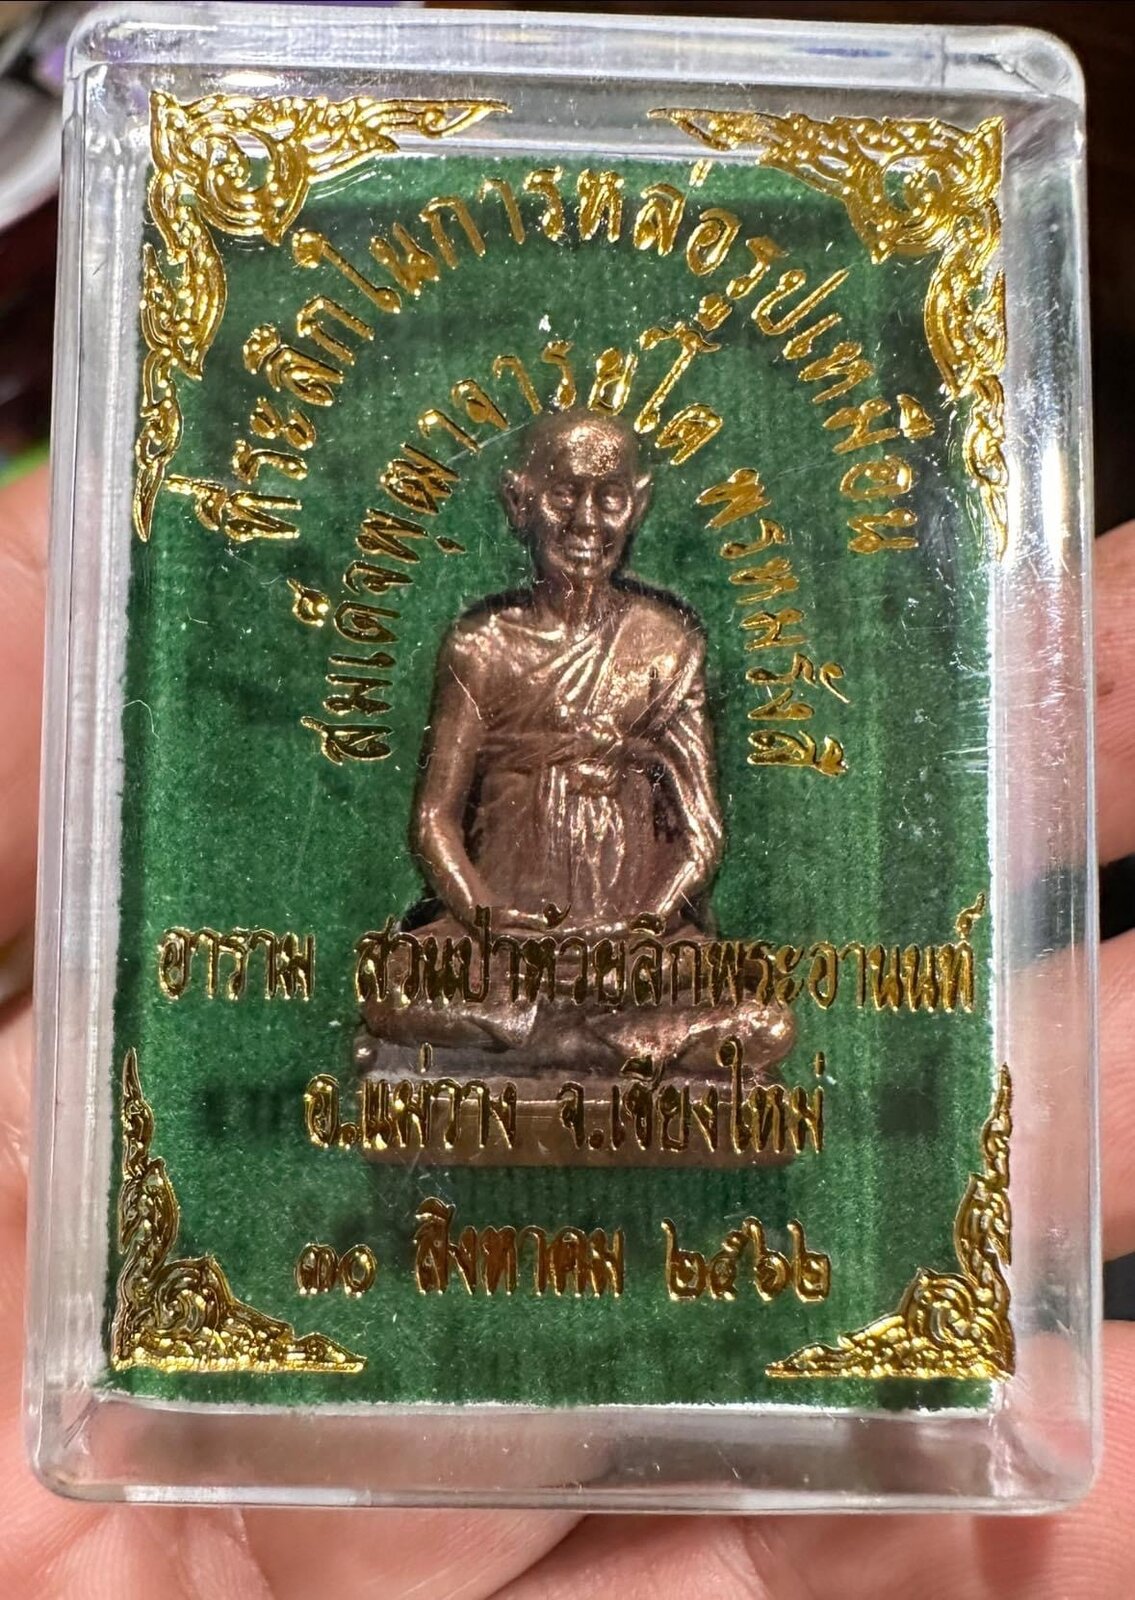 ที่ระลึกในการหล่อรูปเหมือน
สมเด็จพุฒาจารย์โต พรหมรังสี
อาราม สวนป่าห้วยลึกพระอานนท์
อ.แม่วาง จ.เชียงใหม่
๓๐ สิงหาคม ๒๕๖๒